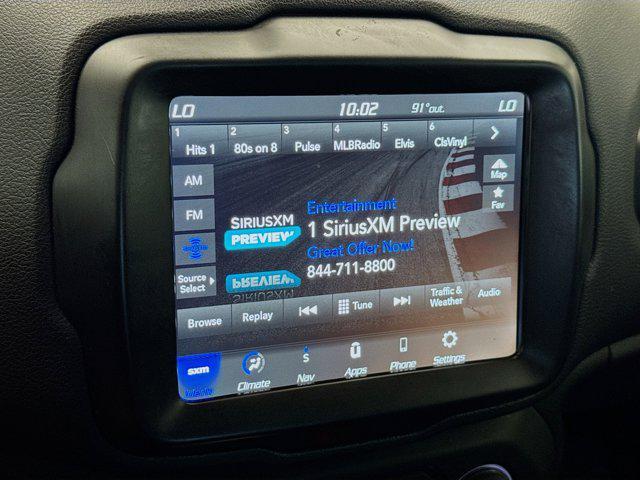 LO 10:02 91°out. LO
1 Hits 1 2 80s on 8 3 Pulse 4 MLBRadio 5 Elvis 6 ClsVinyl
AM
FM
Source Select
Map
Fav
SIRIUSXM
PREVIEW
Entertainment
1 SiriusXM Preview
Great Offer Now!
844-711-8800
PREVIEW
SIRIUSXM
Browse Replay Tune Traffic & Weather Audio
sxm
Climate S Nav Apps Phone Settings